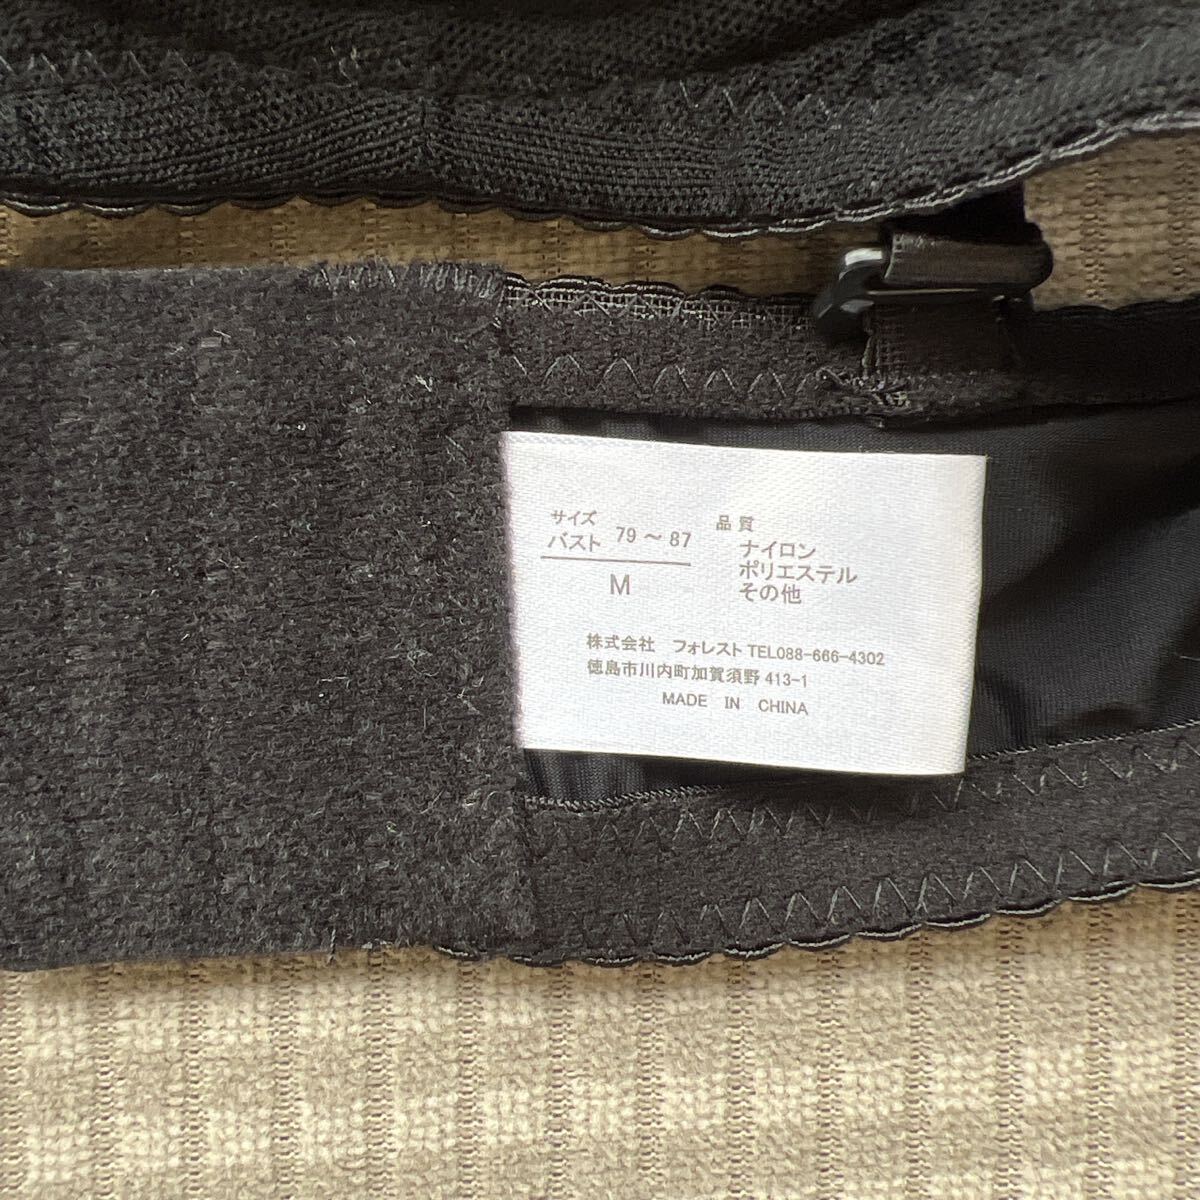 サイズ
バスト 79～87
M
品質
ナイロン
ポリエステル
その他
株式会社 フォレスト TEL088-666-4302
徳島市川内町加賀須野 413-1
MADE IN CHINA